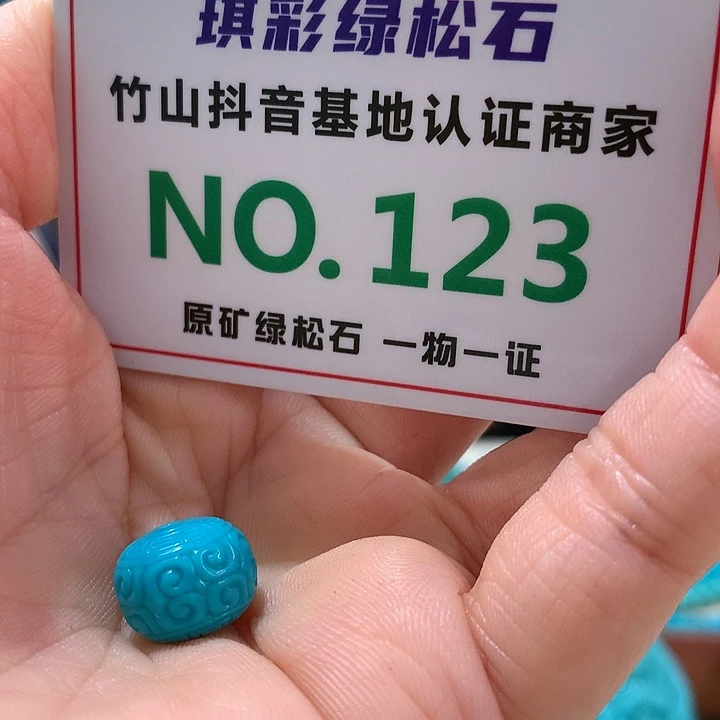 琪彩绿松石
竹山抖音基地认证商家
NO.123
原矿绿松石 一物一证